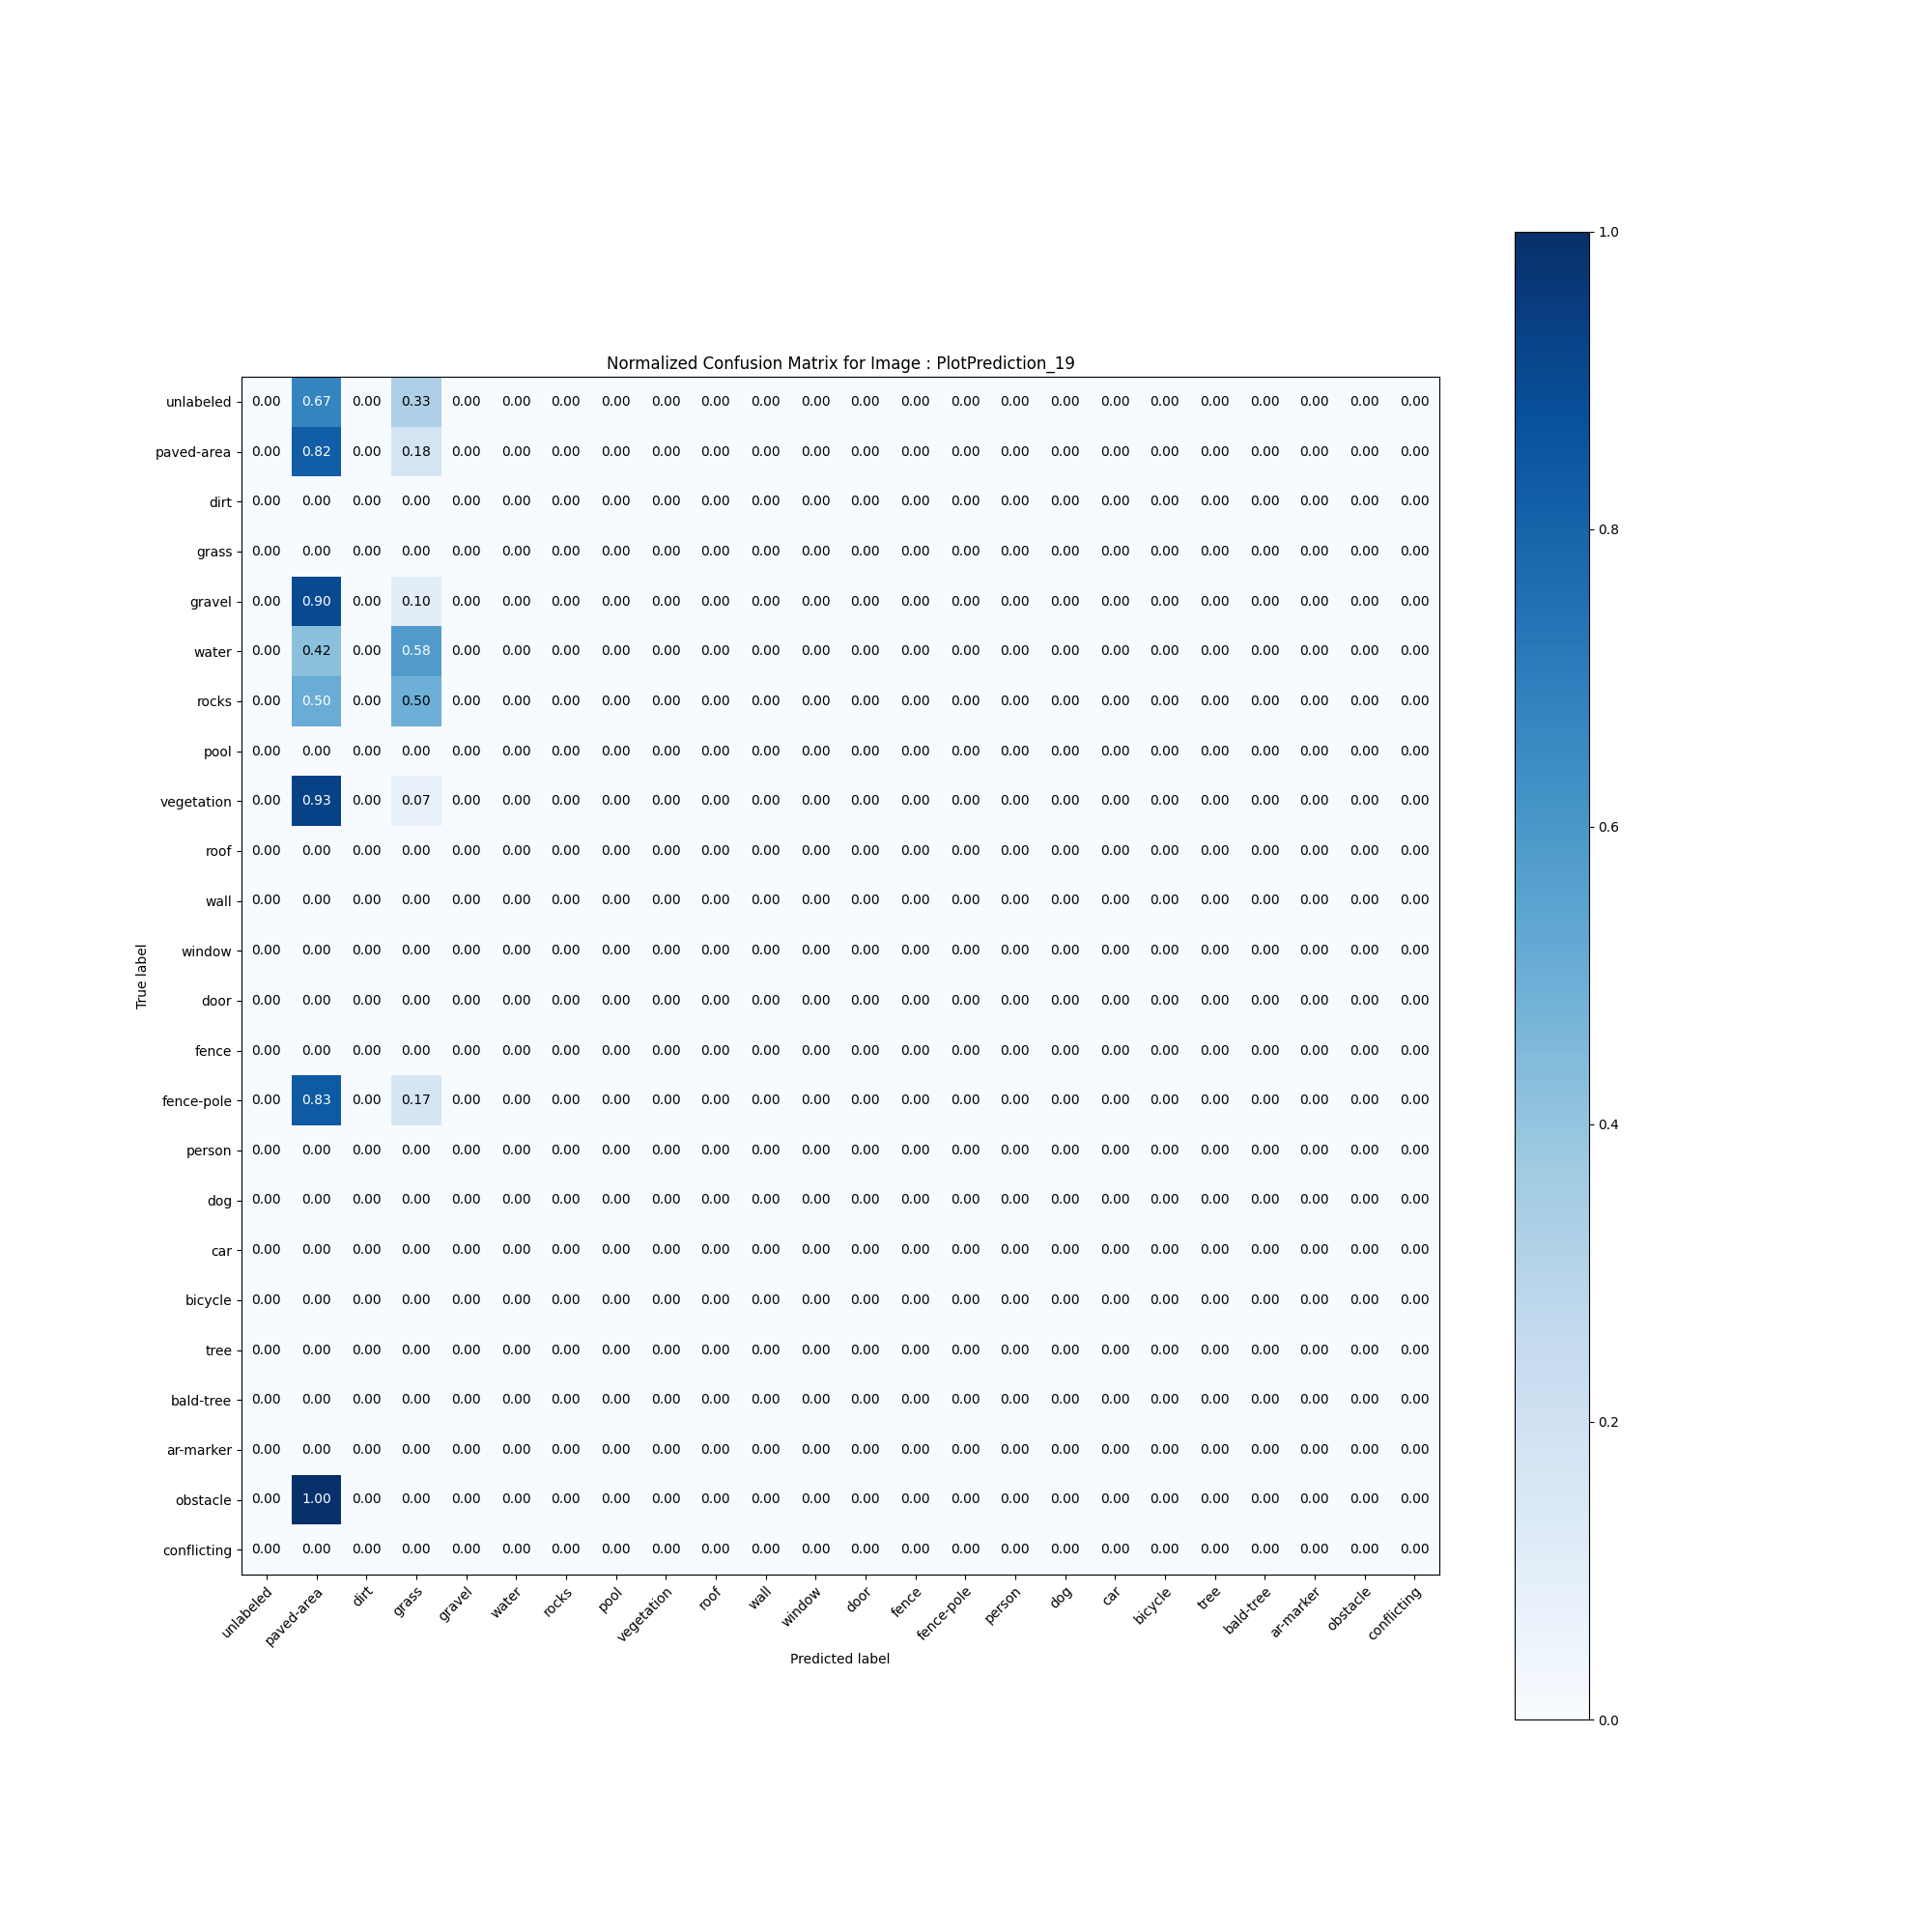 Normalized Confusion Matrix for Image : PlotPrediction_19
1.0
unlabeled 0.00 0.67 0.00 0.33 0.00 0.00 0.00 0.00 0.00 0.00 0.00 0.00 0.00 0.00 0.00 0.00 0.00 0.00 0.00 0.00 0.00 0.00 0.00 0.00
paved-area 0.00 0.82 0.00 0.18 0.00 0.00 0.00 0.00 0.00 0.00 0.00 0.00 0.00 0.00 0.00 0.00 0.00 0.00 0.00 0.00 0.00 0.00 0.00 0.00
dirt 0.00 0.00 0.00 0.00 0.00 0.00 0.00 0.00 0.00 0.00 0.00 0.00 0.00 0.00 0.00 0.00 0.00 0.00 0.00 0.00 0.00 0.00 0.00 0.00
0.8
grass 0.00 0.00 0.00 0.00 0.00 0.00 0.00 0.00 0.00 0.00 0.00 0.00 0.00 0.00 0.00 0.00 0.00 0.00 0.00 0.00 0.00 0.00 0.00 0.00
gravel 0.00 0.90 0.00 0.10 0.00 0.00 0.00 0.00 0.00 0.00 0.00 0.00 0.00 0.00 0.00 0.00 0.00 0.00 0.00 0.00 0.00 0.00 0.00 0.00
water 0.00 0.42 0.00 0.58 0.00 0.00 0.00 0.00 0.00 0.00 0.00 0.00 0.00 0.00 0.00 0.00 0.00 0.00 0.00 0.00 0.00 0.00 0.00 0.00
rocks 0.00 0.50 0.00 0.50 0.00 0.00 0.00 0.00 0.00 0.00 0.00 0.00 0.00 0.00 0.00 0.00 0.00 0.00 0.00 0.00 0.00 0.00 0.00 0.00
pool 0.00 0.00 0.00 0.00 0.00 0.00 0.00 0.00 0.00 0.00 0.00 0.00 0.00 0.00 0.00 0.00 0.00 0.00 0.00 0.00 0.00 0.00 0.00 0.00
vegetation 0.00 0.93 0.00 0.07 0.00 0.00 0.00 0.00 0.00 0.00 0.00 0.00 0.00 0.00 0.00 0.00 0.00 0.00 0.00 0.00 0.00 0.00 0.00 0.00
0.6
roof 0.00 0.00 0.00 0.00 0.00 0.00 0.00 0.00 0.00 0.00 0.00 0.00 0.00 0.00 0.00 0.00 0.00 0.00 0.00 0.00 0.00 0.00 0.00 0.00
wall 0.00 0.00 0.00 0.00 0.00 0.00 0.00 0.00 0.00 0.00 0.00 0.00 0.00 0.00 0.00 0.00 0.00 0.00 0.00 0.00 0.00 0.00 0.00 0.00
window 0.00 0.00 0.00 0.00 0.00 0.00 0.00 0.00 0.00 0.00 0.00 0.00 0.00 0.00 0.00 0.00 0.00 0.00 0.00 0.00 0.00 0.00 0.00 0.00
True label
door 0.00 0.00 0.00 0.00 0.00 0.00 0.00 0.00 0.00 0.00 0.00 0.00 0.00 0.00 0.00 0.00 0.00 0.00 0.00 0.00 0.00 0.00 0.00 0.00
fence 0.00 0.00 0.00 0.00 0.00 0.00 0.00 0.00 0.00 0.00 0.00 0.00 0.00 0.00 0.00 0.00 0.00 0.00 0.00 0.00 0.00 0.00 0.00 0.00
fence-pole 0.00 0.83 0.00 0.17 0.00 0.00 0.00 0.00 0.00 0.00 0.00 0.00 0.00 0.00 0.00 0.00 0.00 0.00 0.00 0.00 0.00 0.00 0.00 0.00
0.4
person 0.00 0.00 0.00 0.00 0.00 0.00 0.00 0.00 0.00 0.00 0.00 0.00 0.00 0.00 0.00 0.00 0.00 0.00 0.00 0.00 0.00 0.00 0.00 0.00
dog 0.00 0.00 0.00 0.00 0.00 0.00 0.00 0.00 0.00 0.00 0.00 0.00 0.00 0.00 0.00 0.00 0.00 0.00 0.00 0.00 0.00 0.00 0.00 0.00
car 0.00 0.00 0.00 0.00 0.00 0.00 0.00 0.00 0.00 0.00 0.00 0.00 0.00 0.00 0.00 0.00 0.00 0.00 0.00 0.00 0.00 0.00 0.00 0.00
bicycle 0.00 0.00 0.00 0.00 0.00 0.00 0.00 0.00 0.00 0.00 0.00 0.00 0.00 0.00 0.00 0.00 0.00 0.00 0.00 0.00 0.00 0.00 0.00 0.00
tree 0.00 0.00 0.00 0.00 0.00 0.00 0.00 0.00 0.00 0.00 0.00 0.00 0.00 0.00 0.00 0.00 0.00 0.00 0.00 0.00 0.00 0.00 0.00 0.00
bald-tree 0.00 0.00 0.00 0.00 0.00 0.00 0.00 0.00 0.00 0.00 0.00 0.00 0.00 0.00 0.00 0.00 0.00 0.00 0.00 0.00 0.00 0.00 0.00 0.00
0.2
ar-marker 0.00 0.00 0.00 0.00 0.00 0.00 0.00 0.00 0.00 0.00 0.00 0.00 0.00 0.00 0.00 0.00 0.00 0.00 0.00 0.00 0.00 0.00 0.00 0.00
obstacle 0.00 1.00 0.00 0.00 0.00 0.00 0.00 0.00 0.00 0.00 0.00 0.00 0.00 0.00 0.00 0.00 0.00 0.00 0.00 0.00 0.00 0.00 0.00 0.00
conflicting 0.00 0.00 0.00 0.00 0.00 0.00 0.00 0.00 0.00 0.00 0.00 0.00 0.00 0.00 0.00 0.00 0.00 0.00 0.00 0.00 0.00 0.00 0.00 0.00
unlabeled paved-area dirt grass gravel water rocks pool vegetation roof wall window door fence fence-pole person dog car bicycle tree bald-tree ar-marker obstacle conflicting
Predicted label
0.0